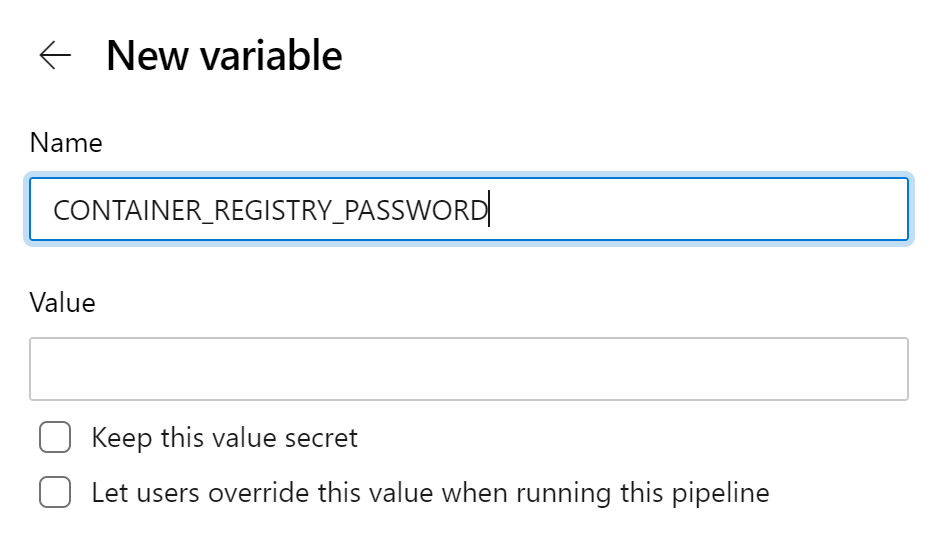 New variable
Name
CONTAINER_REGISTRY_PASSWORD
Value
Keep this value secret
Let users override this value when running this pipeline